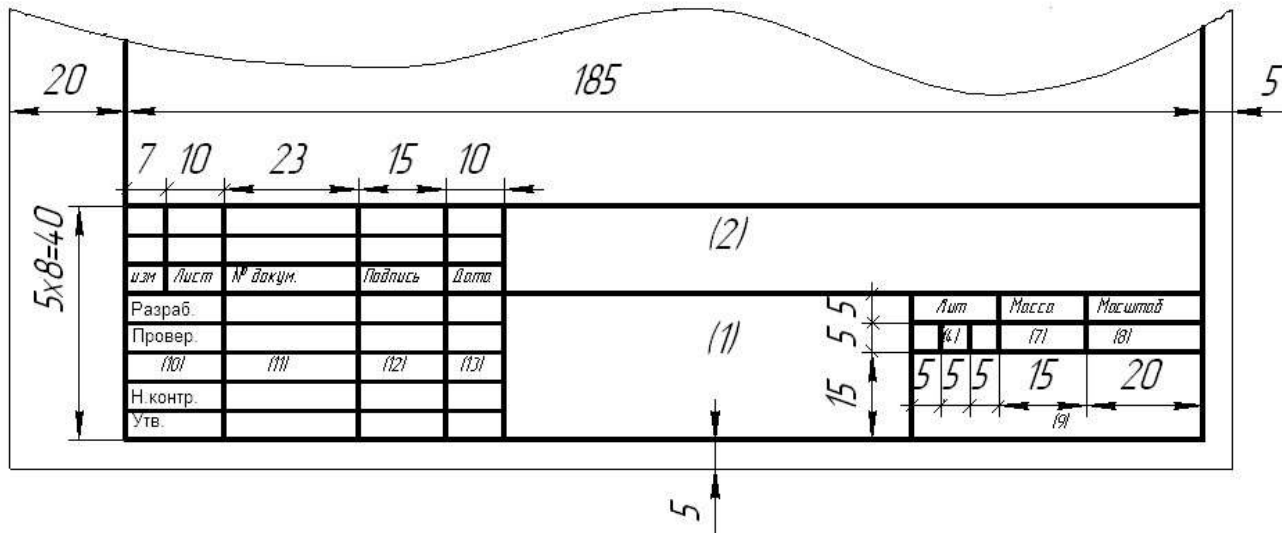 20 185 5
7 10 23 15 10
5x8=40
(2)
изм Лист № докум. Подпись Дата
Разраб. 5 Лит Масса Масштаб
Провер. (1) 5 (4) (7) (8)
(10) (11) (12) (13) 15 5 5 5 15 20
Н.контр.
Утв. (9)
5